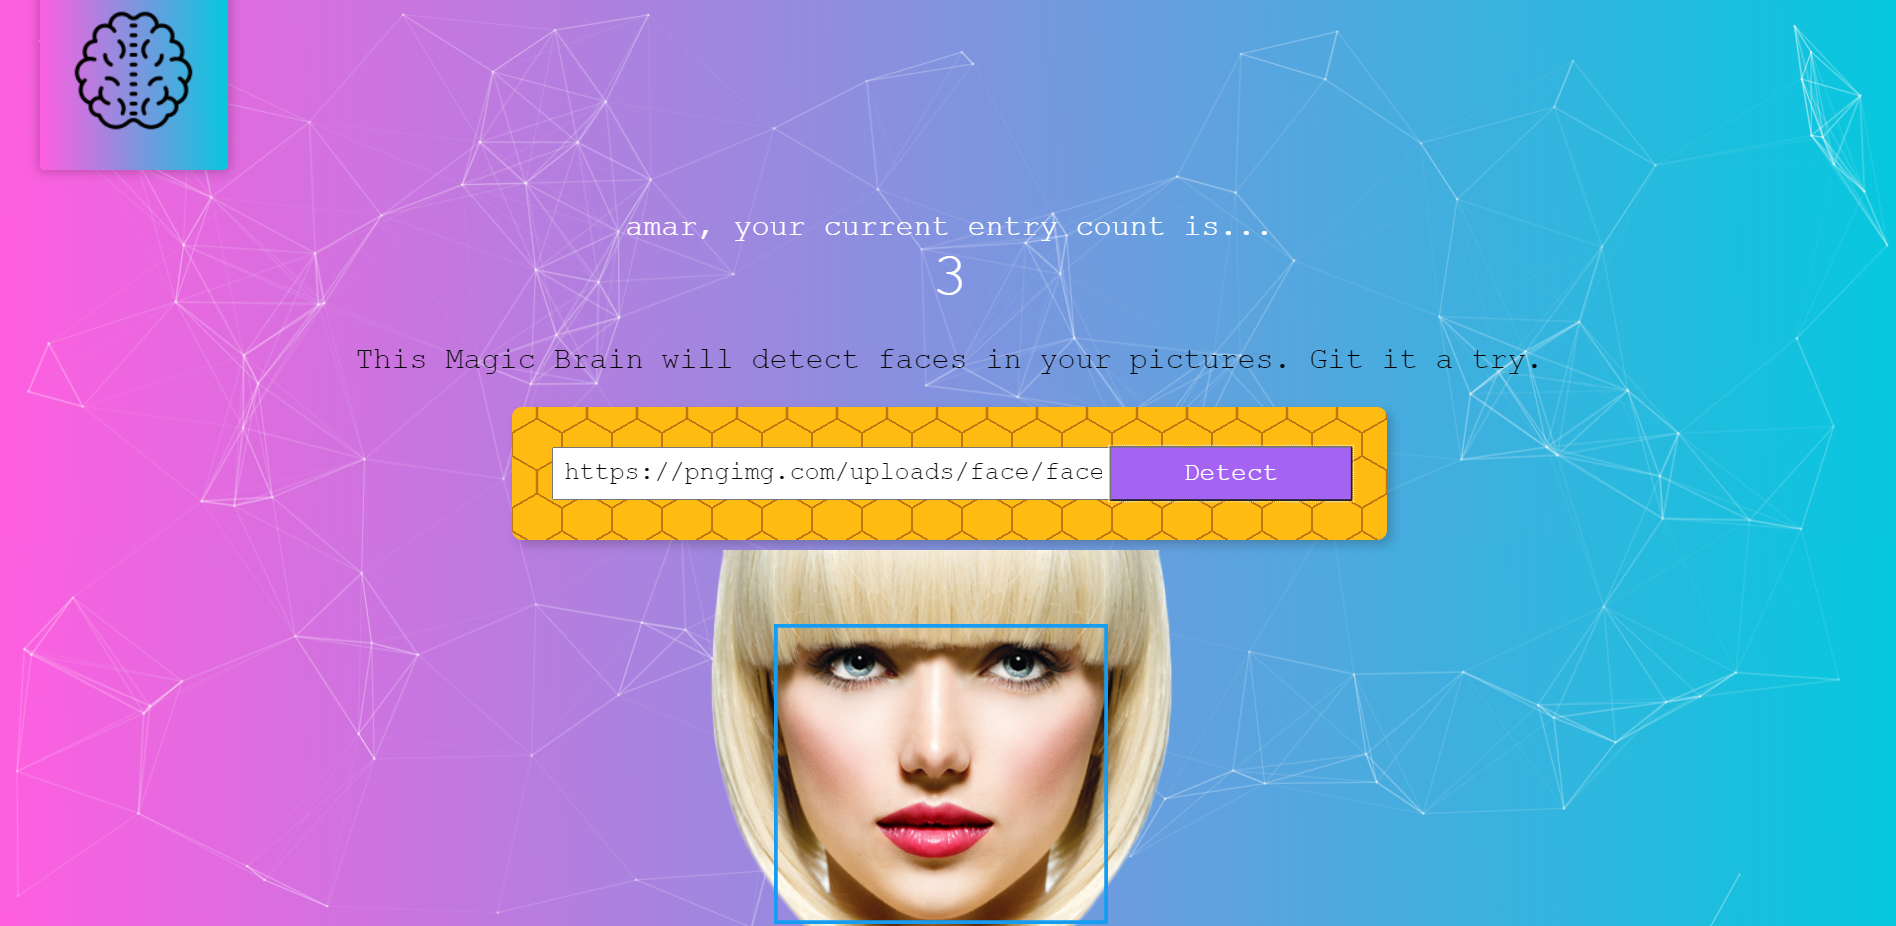 amar, your current entry count is...
3
This Magic Brain will detect faces in your pictures. Git it a try.
https://pngimg.com/uploads/face/face
Detect